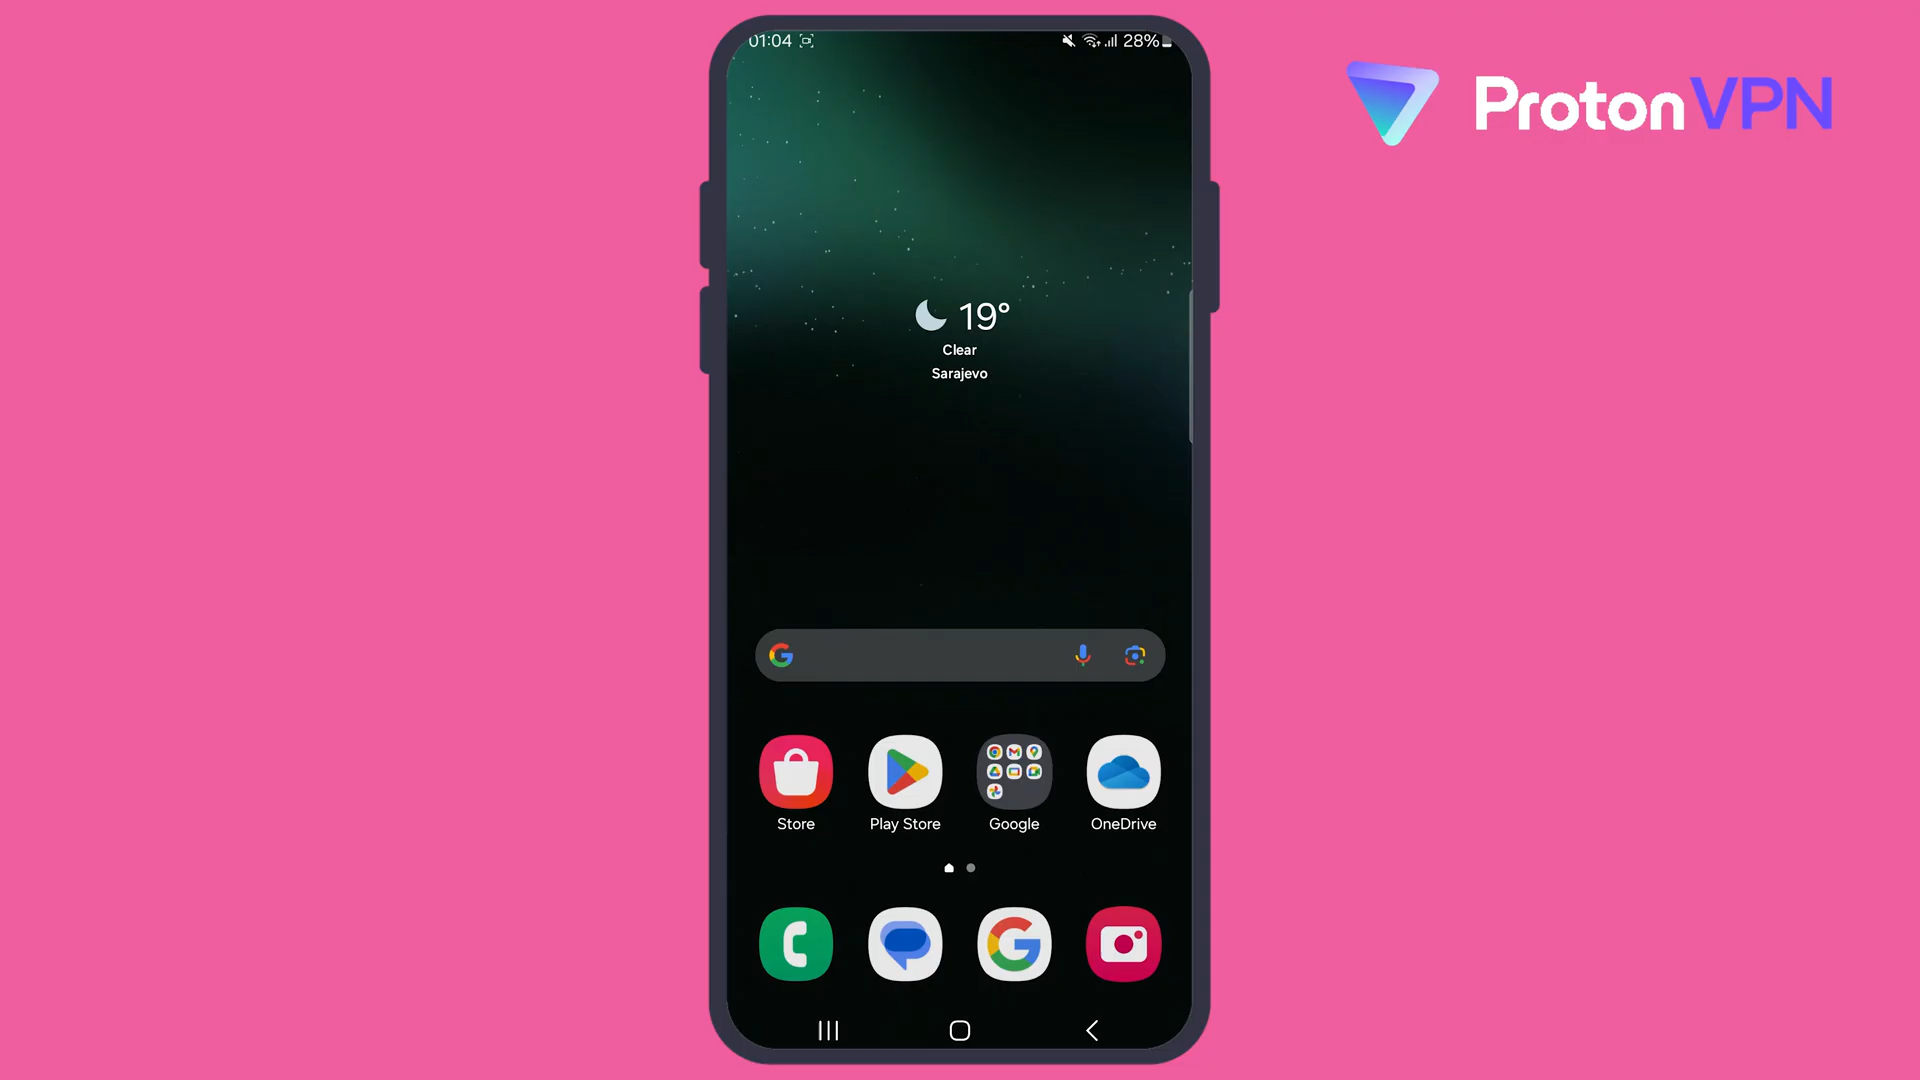 01:04
28%
ProtonVPN
19°
Clear
Sarajevo
Store
Play Store
Google
OneDrive